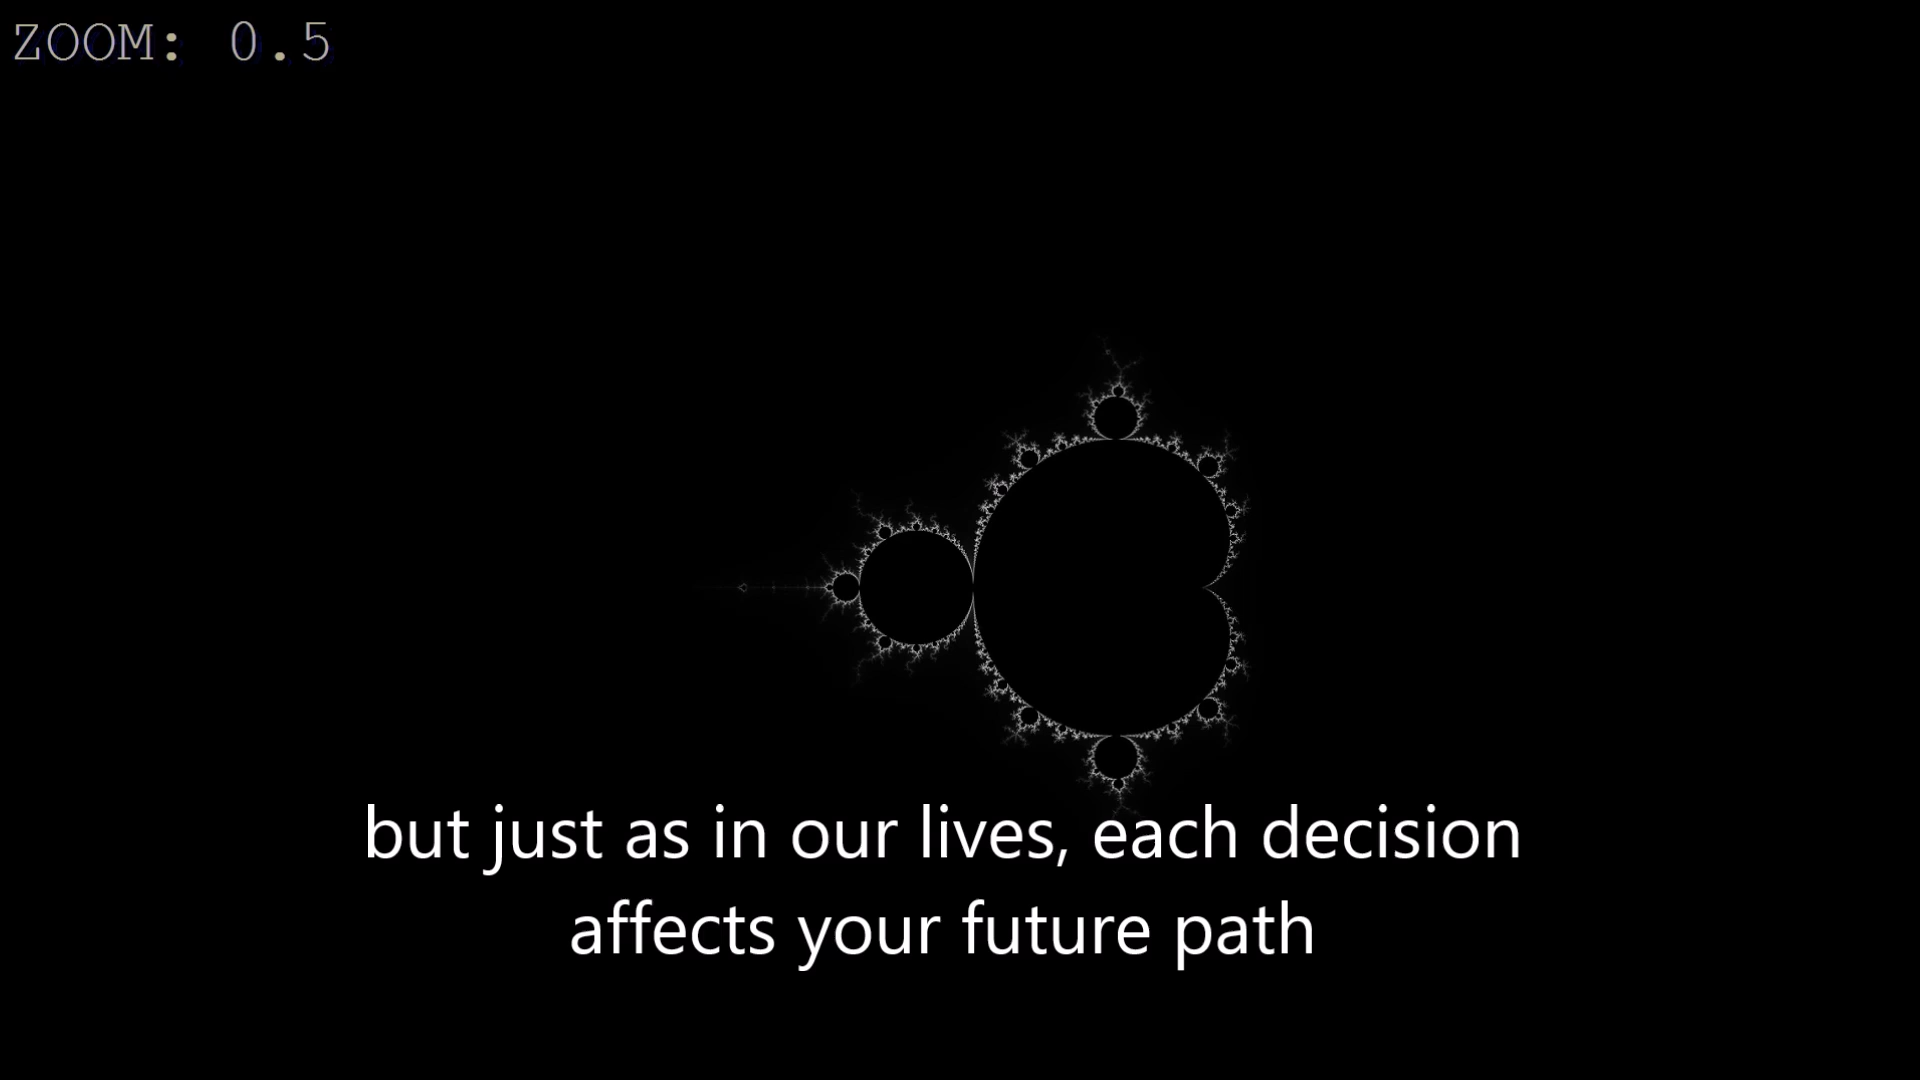 ZOOM: 0.5
but just as in our lives, each decision
affects your future path